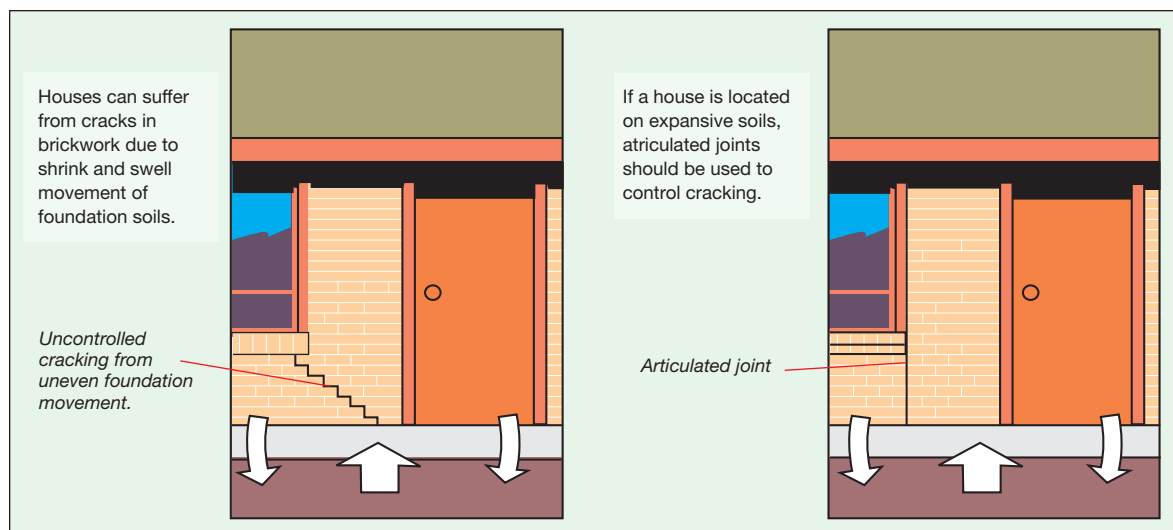 Houses can suffer
from cracks in
brickwork due to
shrink and swell
movement of
foundation soils.
Uncontrolled
cracking from
uneven foundation
movement.
If a house is located
on expansive soils,
atriculated joints
should be used to
control cracking.
Articulated joint